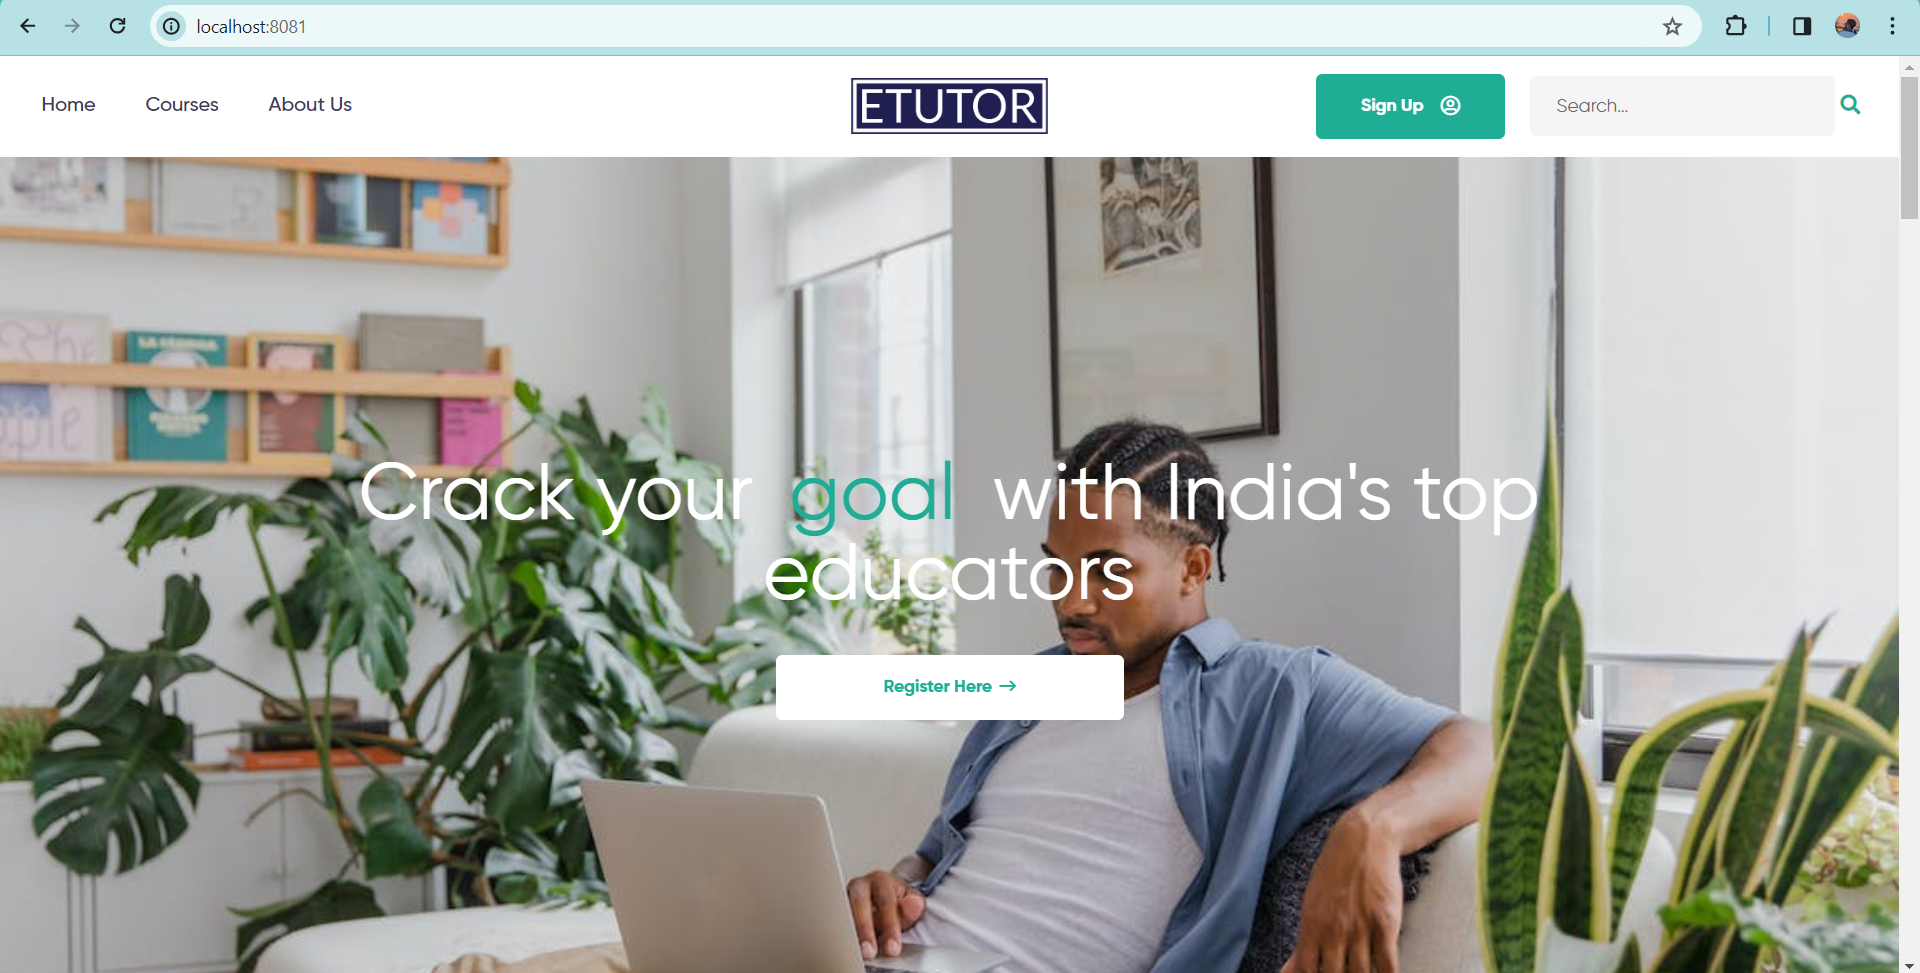 localhost:8081
Home Courses About Us ETUTOR Sign Up Search...
Crack your goal with India's top
educators
Register Here →